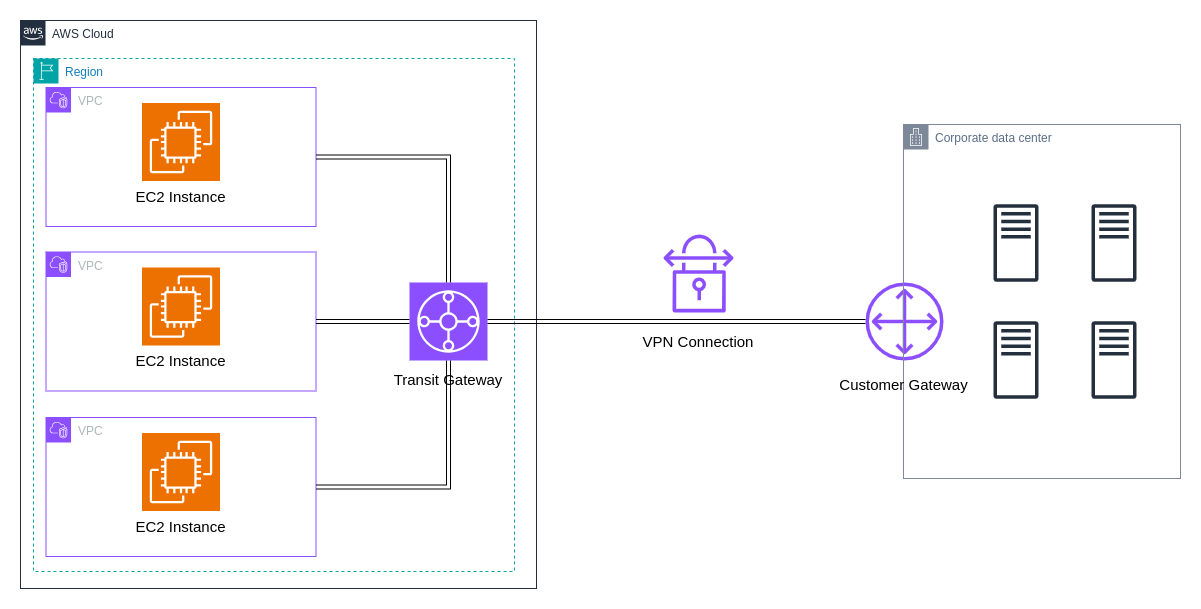 aws
AWS Cloud
Region
VPC
EC2 Instance
VPC
EC2 Instance
Transit Gateway
VPC
EC2 Instance
VPN Connection
Corporate data center
Customer Gateway